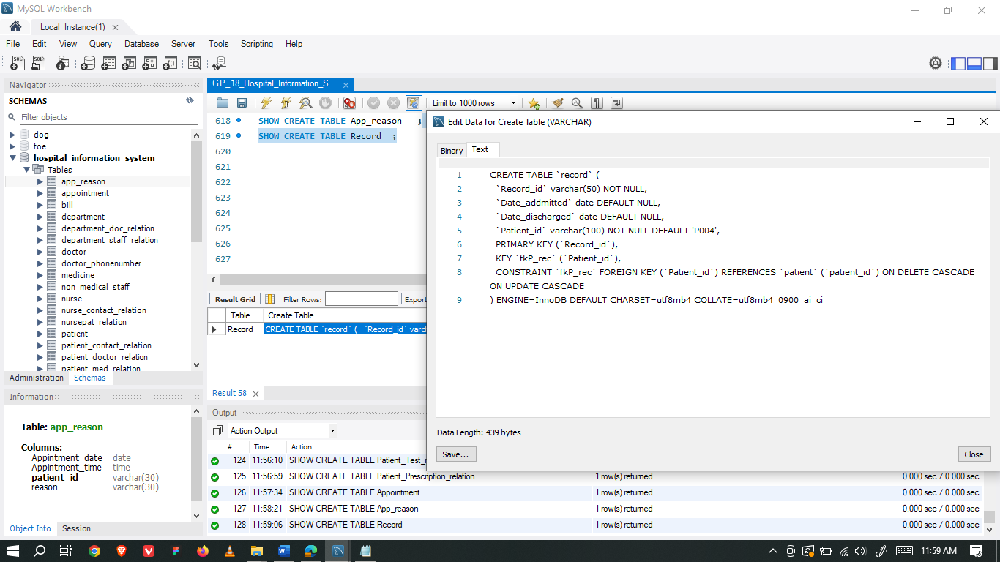 MySQL Workbench
Local_Instance(1)
File Edit View Query Database Server Tools Scripting Help
Navigator
SCHEMAS
Filter objects
dog
foe
hospital_information_system
Tables
app_reason
appointment
bill
department
department_doc_relation
department_staff_relation
doctor
doctor_phonenumber
medicine
non_medical_staff
nurse
nurse_contact_relation
nursepat_relation
patient
patient_contact_relation
patient_doctor_relation
patient_med_relation
Administration Schemas
Information
Table: app_reason
Columns:
Appintment_date date
Appintment_time time
patient_id varchar(30)
reason varchar(30)
Object Info Session
GP_18_Hospital_Information_S...
Limit to 1000 rows
618 SHOW CREATE TABLE App_reason ;
619 SHOW CREATE TABLE Record ;
620
621
622
623
624
625
626
627
Result Grid Filter Rows: Export
Table Create Table
Record CREATE TABLE `record` ( `Record_id` varch
Result 58
Output
Action Output
# Time Action
124 11:56:10 SHOW CREATE TABLE Patient_Test_r
125 11:56:59 SHOW CREATE TABLE Patient_Prescription_relation 1 row(s) returned 0.000 sec / 0.000 sec
126 11:57:34 SHOW CREATE TABLE Appointment 1 row(s) returned 0.000 sec / 0.000 sec
127 11:58:21 SHOW CREATE TABLE App_reason 1 row(s) returned 0.000 sec / 0.000 sec
128 11:59:06 SHOW CREATE TABLE Record 1 row(s) returned 0.000 sec / 0.000 sec
Edit Data for Create Table (VARCHAR)
Binary Text
1 CREATE TABLE `record` (
2 `Record_id` varchar(50) NOT NULL,
3 `Date_addmitted` date DEFAULT NULL,
4 `Date_discharged` date DEFAULT NULL,
5 `Patient_id` varchar(100) NOT NULL DEFAULT 'P004',
6 PRIMARY KEY (`Record_id`),
7 KEY `fkP_rec` (`Patient_id`),
8 CONSTRAINT `fkP_rec` FOREIGN KEY (`Patient_id`) REFERENCES `patient` (`patient_id`) ON DELETE CASCADE
ON UPDATE CASCADE
9 ) ENGINE=InnoDB DEFAULT CHARSET=utf8mb4 COLLATE=utf8mb4_0900_ai_ci
Data Length: 439 bytes
Save... Close
11:59 AM